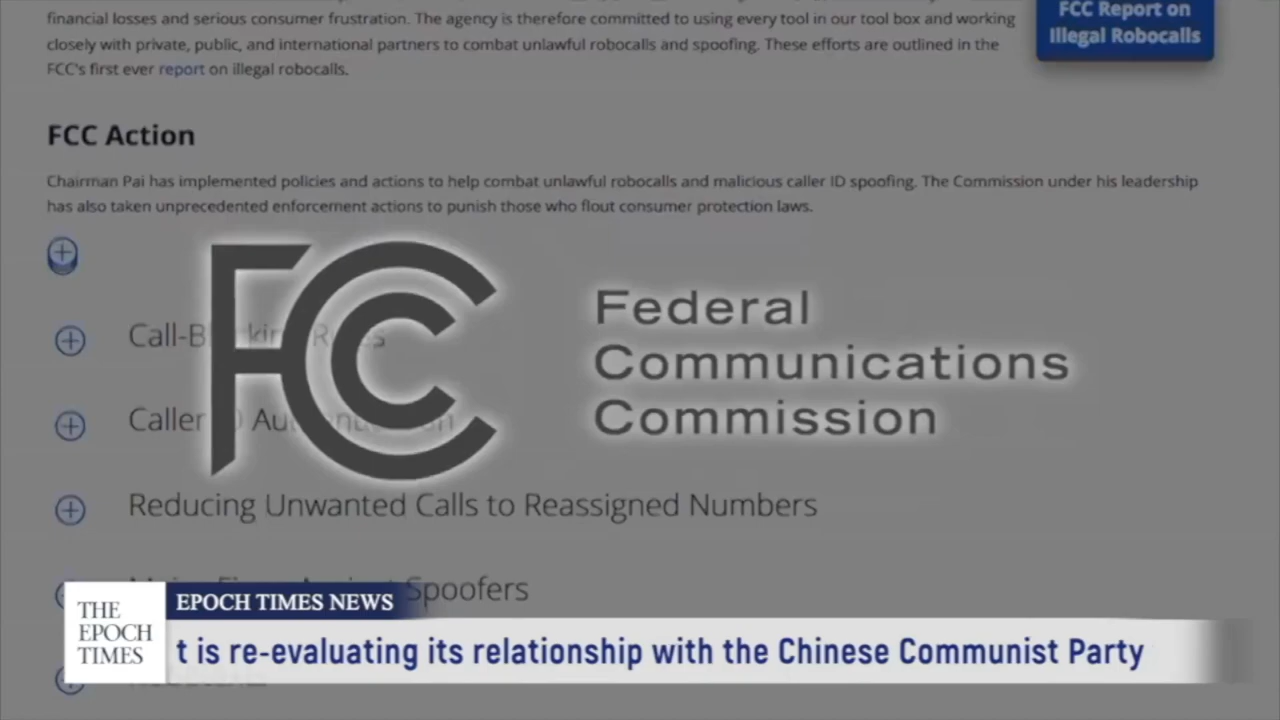 financial losses and serious consumer frustration. The agency is therefore committed to using every tool in our tool box and working
closely with private, public, and international partners to combat unlawful robocalls and spoofing. These efforts are outlined in the
FCC's first ever report on illegal robocalls.
FCC Report on
Illegal Robocalls
FCC Action
Chairman Pai has implemented policies and actions to help combat unlawful robocalls and malicious caller ID spoofing. The Commission under his leadership
has also taken unprecedented enforcement actions to punish those who flout consumer protection laws.
FCC
Federal
Communications
Commission
Caller
Reducing Unwanted Calls to Reassigned Numbers
Spoofers
THE
EPOCH
TIMES
EPOCH TIMES NEWS
t is re-evaluating its relationship with the Chinese Communist Party